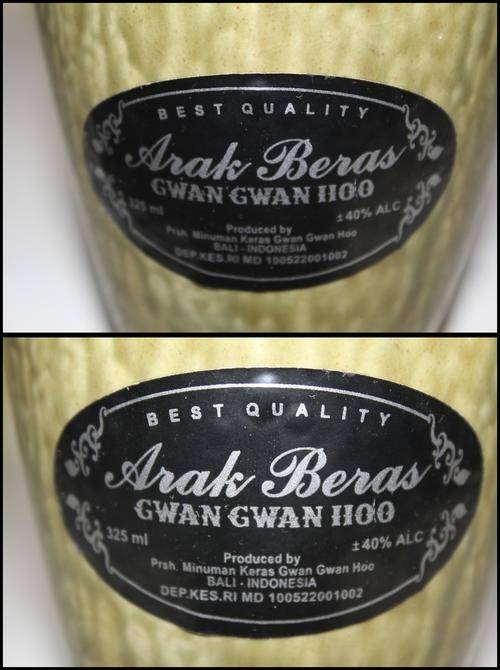 BEST QUALITY
Arak Beras
GWAN GWAN HOO
325 ml
±40% ALC
Produced by
Prsh. Minuman Keras Gwan Gwan Hoo
BALI - INDONESIA
DEP.KES.RI MD 100522001002
BEST QUALITY
Arak Beras
GWAN GWAN HOO
325 ml
±40% ALC
Produced by
Prsh. Minuman Keras Gwan Gwan Hoo
BALI - INDONESIA
DEP.KES.RI MD 100522001002